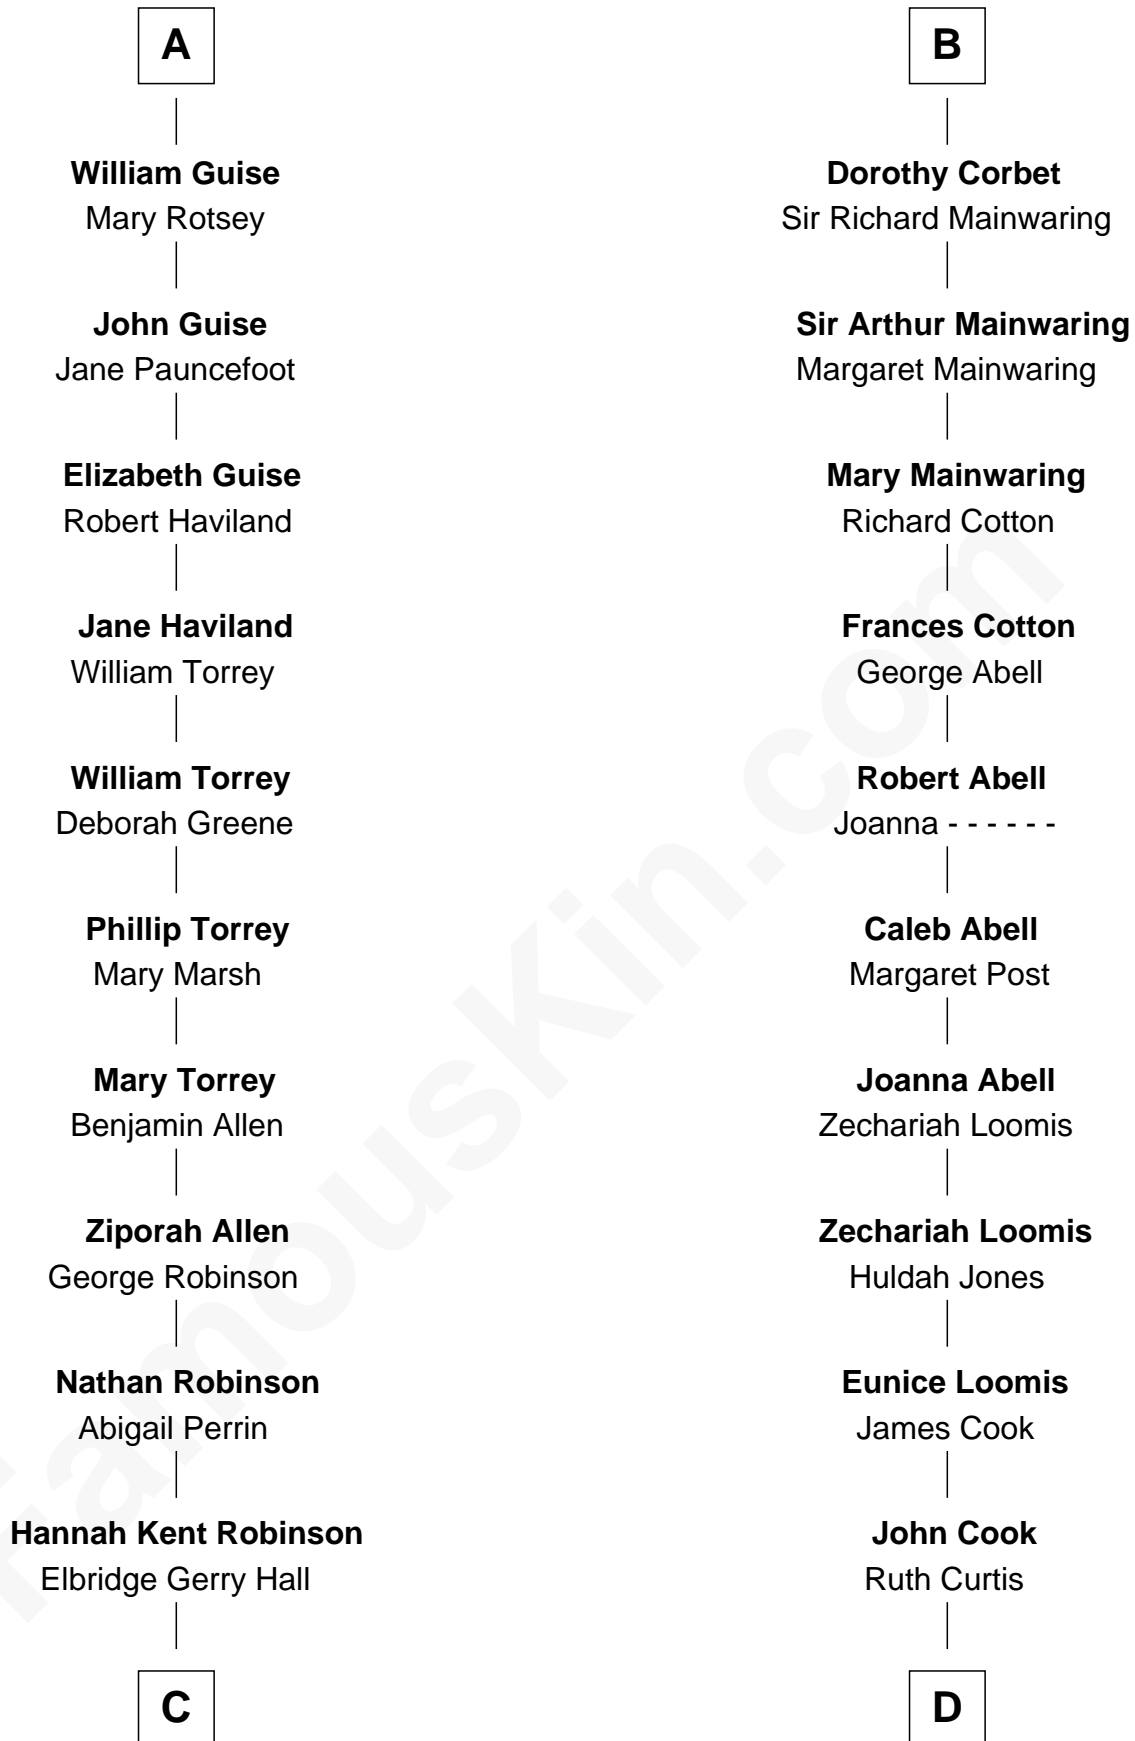 A
William Guise
Mary Rotsey
John Guise
Jane Pauncefoot
Elizabeth Guise
Robert Haviland
Jane Haviland
William Torrey
William Torrey
Deborah Greene
Phillip Torrey
Mary Marsh
Mary Torrey
Benjamin Allen
Ziporah Allen
George Robinson
Nathan Robinson
Abigail Perrin
Hannah Kent Robinson
Elbridge Gerry Hall
C
B
Dorothy Corbet
Sir Richard Mainwaring
Sir Arthur Mainwaring
Margaret Mainwaring
Mary Mainwaring
Richard Cotton
Frances Cotton
George Abell
Robert Abell
Joanna - - - - - -
Caleb Abell
Margaret Post
Joanna Abell
Zechariah Loomis
Zechariah Loomis
Huldah Jones
Eunice Loomis
James Cook
John Cook
Ruth Curtis
D
FamousKin.com